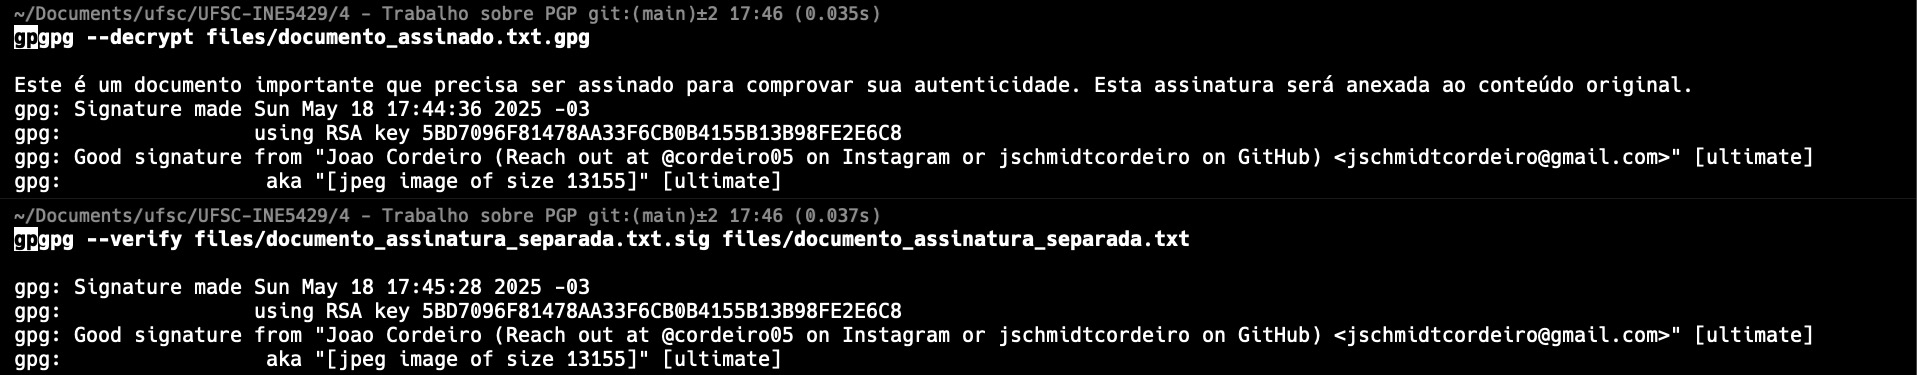 ~/Documents/ufsc/UFSC-INE5429/4 - Trabalho sobre PGP git:(main)±2 17:46 (0.035s)
gpgpg --decrypt files/documento_assinado.txt.gpg
Este é um documento importante que precisa ser assinado para comprovar sua autenticidade. Esta assinatura será anexada ao conteúdo original.
gpg: Signature made Sun May 18 17:44:36 2025 -03
gpg:                using RSA key 5BD7096F81478AA33F6CB0B4155B13B98FE2E6C8
gpg: Good signature from "Joao Cordeiro (Reach out at @cordeiro05 on Instagram or jschmidtcordeiro on GitHub) <jschmidtcordeiro@gmail.com>" [ultimate]
gpg:                 aka "[jpeg image of size 13155]" [ultimate]
~/Documents/ufsc/UFSC-INE5429/4 - Trabalho sobre PGP git:(main)±2 17:46 (0.037s)
gpgpg --verify files/documento_assinatura_separada.txt.sig files/documento_assinatura_separada.txt
gpg: Signature made Sun May 18 17:45:28 2025 -03
gpg:                using RSA key 5BD7096F81478AA33F6CB0B4155B13B98FE2E6C8
gpg: Good signature from "Joao Cordeiro (Reach out at @cordeiro05 on Instagram or jschmidtcordeiro on GitHub) <jschmidtcordeiro@gmail.com>" [ultimate]
gpg:                 aka "[jpeg image of size 13155]" [ultimate]